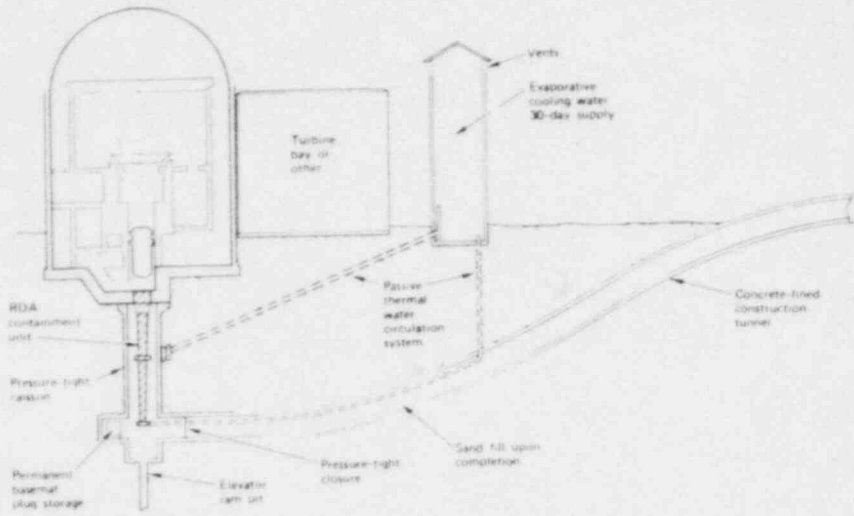 Vents
Evaporative
cooling water
30-day supply
Turbine
bay or
other
RDA
containment
unit
Passive
thermal
water
circulation
system
Concrete-lined
construction
tunnel
Pressure-tight
caisson
Permanent
basemat
plug storage
Elevator
ram pit
Pressure-tight
closure
Sand fill upon
completion